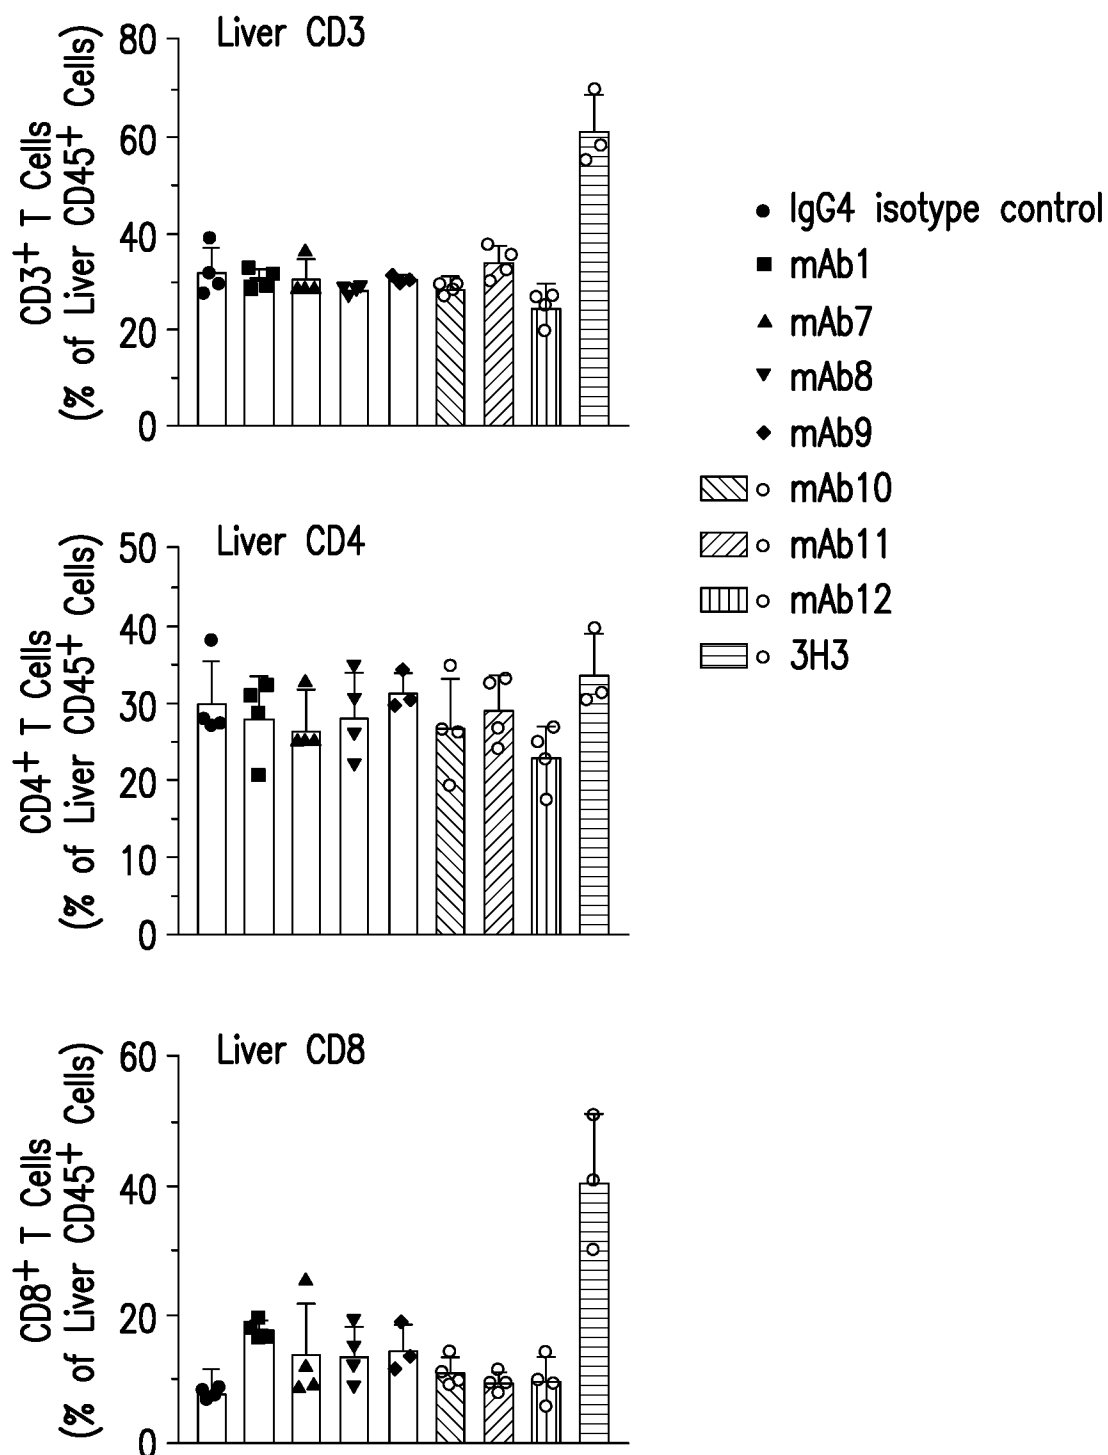 Liver CD3
CD3+ T Cells
(% of Liver CD45+ Cells)
80
60
40
20
0
IgG4 isotype control
mAb1
mAb7
mAb8
mAb9
mAb10
mAb11
mAb12
3H3
Liver CD4
CD4+ T Cells
(% of Liver CD45+ Cells)
50
40
30
20
10
0
Liver CD8
CD8+ T Cells
(% of Liver CD45+ Cells)
60
40
20
0